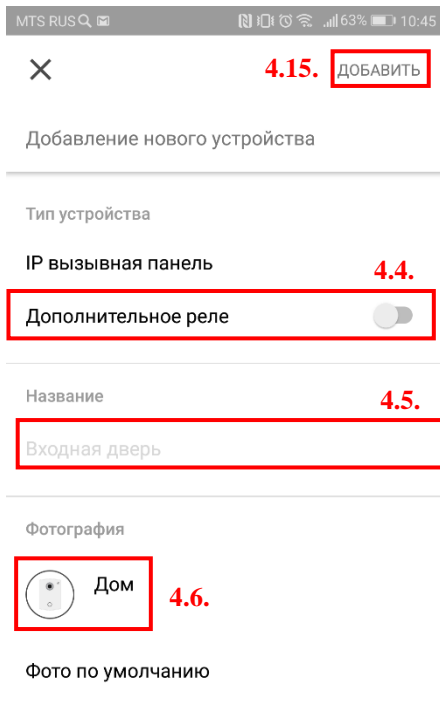 MTS RUS 63% 10:45
4.15. ДОБАВИТЬ
Добавление нового устройства
Тип устройства
IP вызывная панель
4.4.
Дополнительное реле
Название
4.5.
Входная дверь
Фотография
Дом
4.6.
Фото по умолчанию